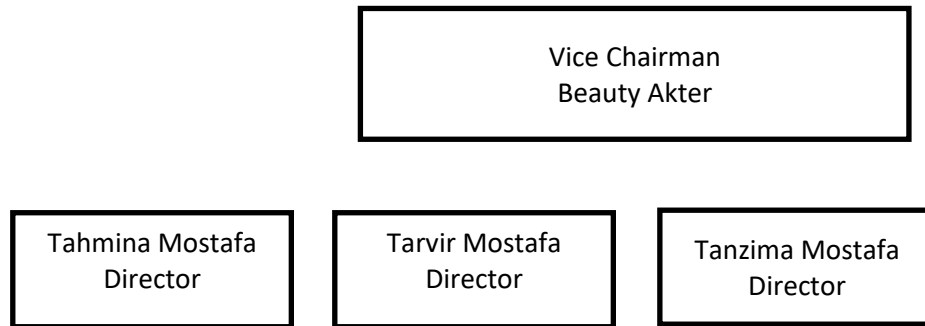 Vice Chairman
Beauty Akter
Tahmina Mostafa
Director
Tarvir Mostafa
Director
Tanzima Mostafa
Director